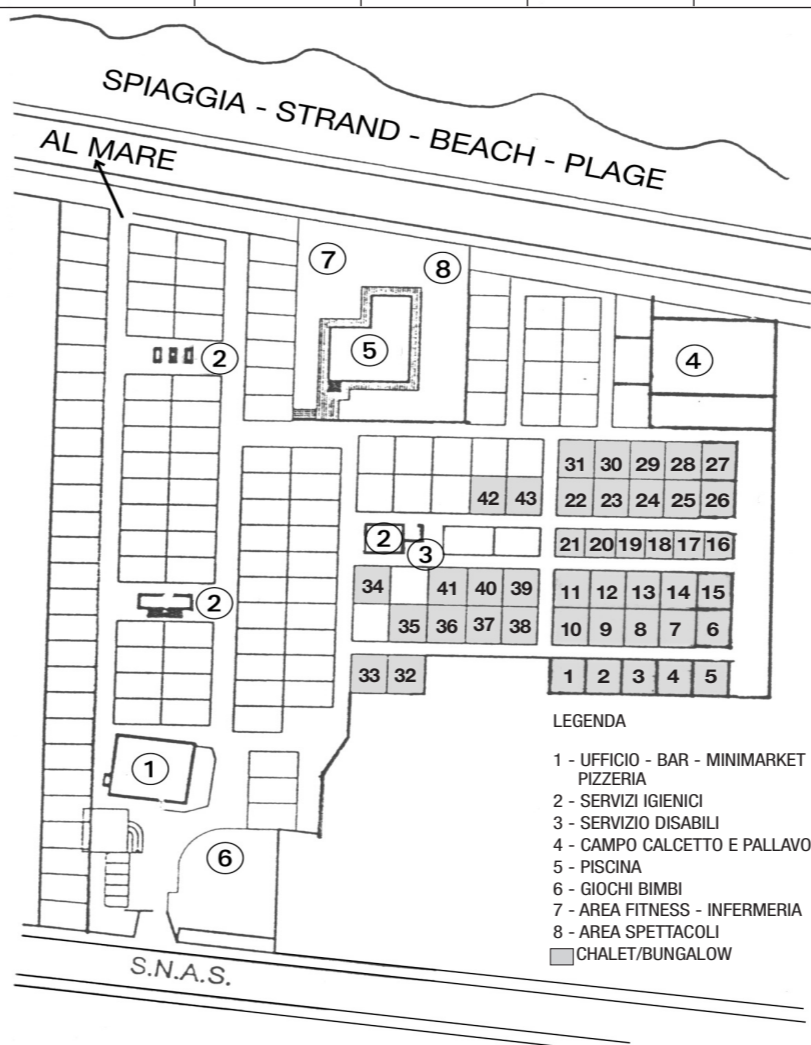 SPIAGGIA - STRAND - BEACH - PLAGE
AL MARE
7
8
2
5
4
31 30 29 28 27
42 43
22 23 24 25 26
2
3
21 20 19 18 17 16
34
41 40 39
11 12 13 14 15
2
35 36 37 38
10 9 8 7 6
33 32
1 2 3 4 5
1
6
LEGENDA
1 - UFFICIO - BAR - MINIMARKET
PIZZERIA
2 - SERVIZI IGIENICI
3 - SERVIZIO DISABILI
4 - CAMPO CALCETTO E PALLAVO
5 - PISCINA
6 - GIOCHI BIMBI
7 - AREA FITNESS - INFERMERIA
8 - AREA SPETTACOLI
CHALET/BUNGALOW
S.N.A.S.